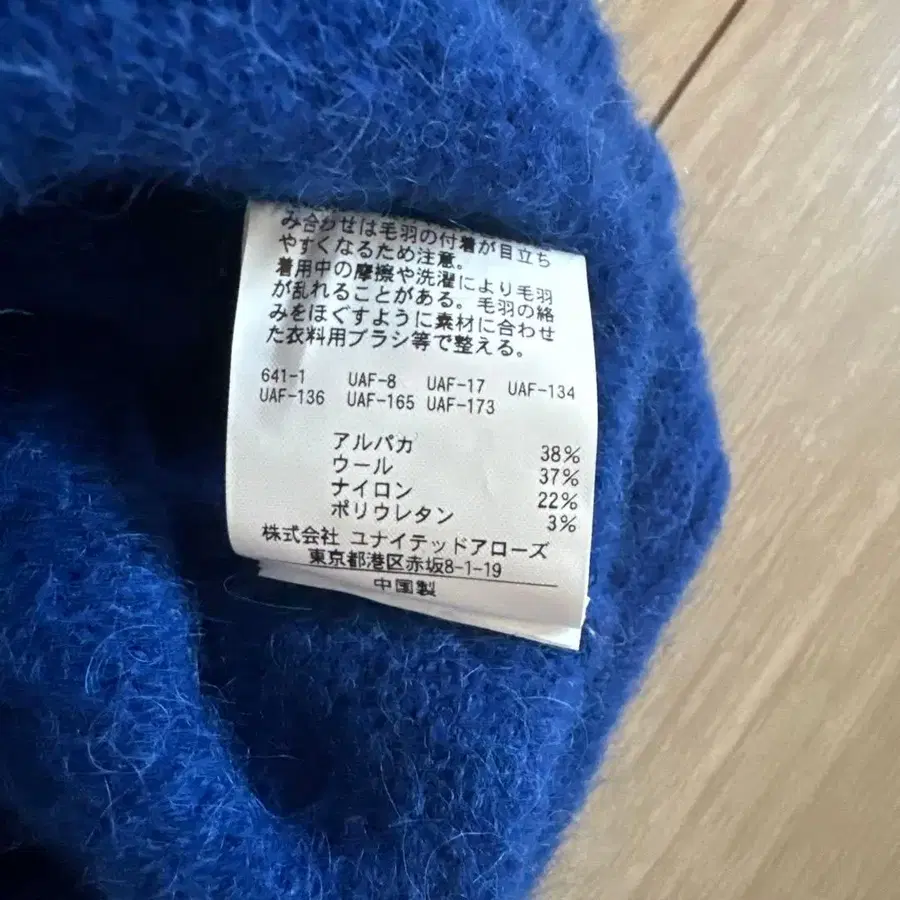 み合わせは毛羽の付着が目立ち
やすくなるため注意。
着用中の摩擦や洗濯により毛羽
が乱れることがある。毛羽の絡
みをほぐすように素材に合わせ
た衣料用ブラシ等で整える。
641-1 UAF-8 UAF-17 UAF-134
UAF-136 UAF-165 UAF-173
アルパカ 38%
ウール 37%
ナイロン 22%
ポリウレタン 3%
株式会社 ユナイテッドアローズ
東京都港区赤坂8-1-19
中国製